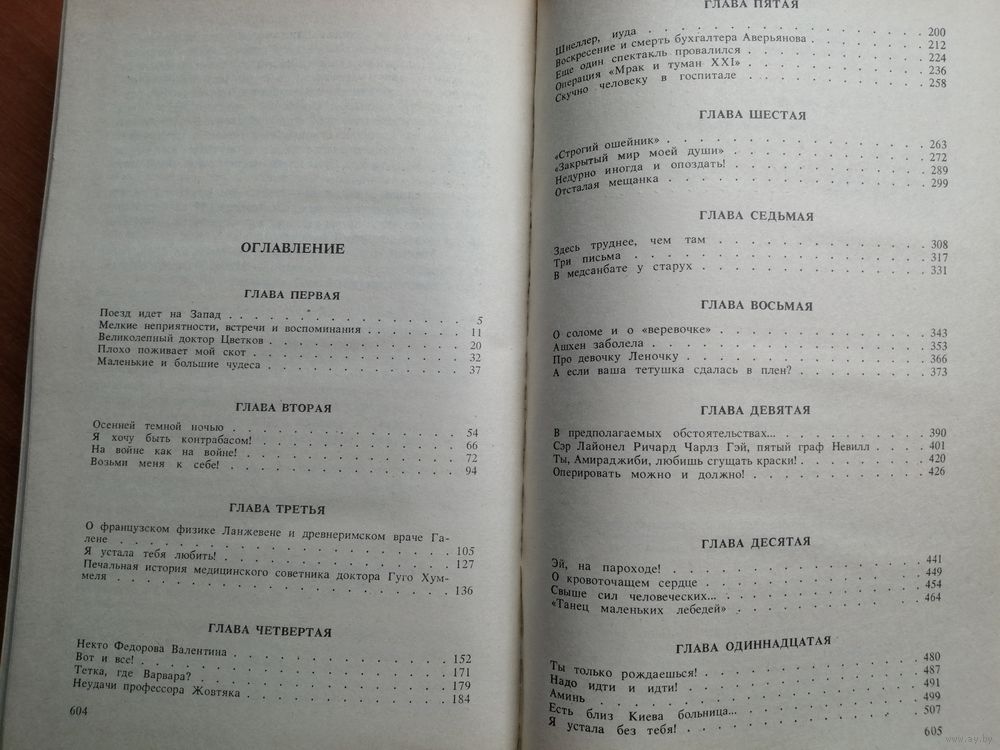 ОГЛАВЛЕНИЕ
ГЛАВА ПЕРВАЯ
Поезд идет на Запад . . . . . . . . . . . . . . . . 5
Мелкие неприятности, встречи и воспоминания . . . . . . . 11
Великолепный доктор Цветков . . . . . . . . . . . . . 20
Плохо поживает мой скот . . . . . . . . . . . . . . 32
Маленькие и большие чудеса . . . . . . . . . . . . . 37
ГЛАВА ВТОРАЯ
Осенней темной ночью . . . . . . . . . . . . . . . 54
Я хочу быть контрабасом! . . . . . . . . . . . . . . 66
На войне как на войне! . . . . . . . . . . . . . . . 72
Возьми меня к себе! . . . . . . . . . . . . . . . . 94
ГЛАВА ТРЕТЬЯ
О французском физике Ланжевене и древнеримском враче Га-
лене . . . . . . . . . . . . . . . . . . . . . . 105
Я устала тебя любить! . . . . . . . . . . . . . . . 127
Печальная история медицинского советника доктора Гуго Хум-
меля . . . . . . . . . . . . . . . . . . . . . . 136
ГЛАВА ЧЕТВЕРТАЯ
Некто Федорова Валентина . . . . . . . . . . . . . . 152
Вот и все! . . . . . . . . . . . . . . . . . . . . 171
Тетка, где Варвара? . . . . . . . . . . . . . . . . 179
Неудачи профессора Жовтяка . . . . . . . . . . . . . 184
604
ГЛАВА ПЯТАЯ
Шнеллер, иуда . . . . . . . . . . . . . . . . . . 200
Воскресение и смерть бухгалтера Аверьянова . . . . . . . 212
Еще один спектакль провалился . . . . . . . . . . . . 224
Операция «Мрак и туман XXI» . . . . . . . . . . . . 236
Скучно человеку в госпитале . . . . . . . . . . . . . 258
ГЛАВА ШЕСТАЯ
«Строгий ошейник» . . . . . . . . . . . . . . . . 263
«Закрытый мир моей души» . . . . . . . . . . . . . 272
Недурно иногда и опоздать! . . . . . . . . . . . . . 289
Отсталая мещанка . . . . . . . . . . . . . . . . . 299
ГЛАВА СЕДЬМАЯ
Здесь труднее, чем там . . . . . . . . . . . . . . . 308
Три письма . . . . . . . . . . . . . . . . . . . . 317
В медсанбате у старух . . . . . . . . . . . . . . . 331
ГЛАВА ВОСЬМАЯ
О соломе и о «веревочке» . . . . . . . . . . . . . . 343
Ашхен заболела . . . . . . . . . . . . . . . . . . 353
Про девочку Леночку . . . . . . . . . . . . . . . . 366
А если ваша тетушка сдалась в плен? . . . . . . . . . . 373
ГЛАВА ДЕВЯТАЯ
В предполагаемых обстоятельствах... . . . . . . . . . . 390
Сэр Лайонел Ричард Чарлз Гэй, пятый граф Невилл . . . . 401
Ты, Амираджиби, любишь сгущать краски! . . . . . . . . 420
Оперировать можно и должно! . . . . . . . . . . . . 426
ГЛАВА ДЕСЯТАЯ
Эй, на пароходе! . . . . . . . . . . . . . . . . . 441
О кровоточащем сердце . . . . . . . . . . . . . . . 449
Свыше сил человеческих... . . . . . . . . . . . . . . 454
«Танец маленьких лебедей» . . . . . . . . . . . . . 464
ГЛАВА ОДИННАДЦАТАЯ
Ты только рождаешься! . . . . . . . . . . . . . . . 480
Надо идти и идти! . . . . . . . . . . . . . . . . . 487
Аминь . . . . . . . . . . . . . . . . . . . . . . 491
Есть близ Киева больница... . . . . . . . . . . . . . 499
Я устала без тебя! . . . . . . . . . . . . . . . . . 507
605
www.ay.by